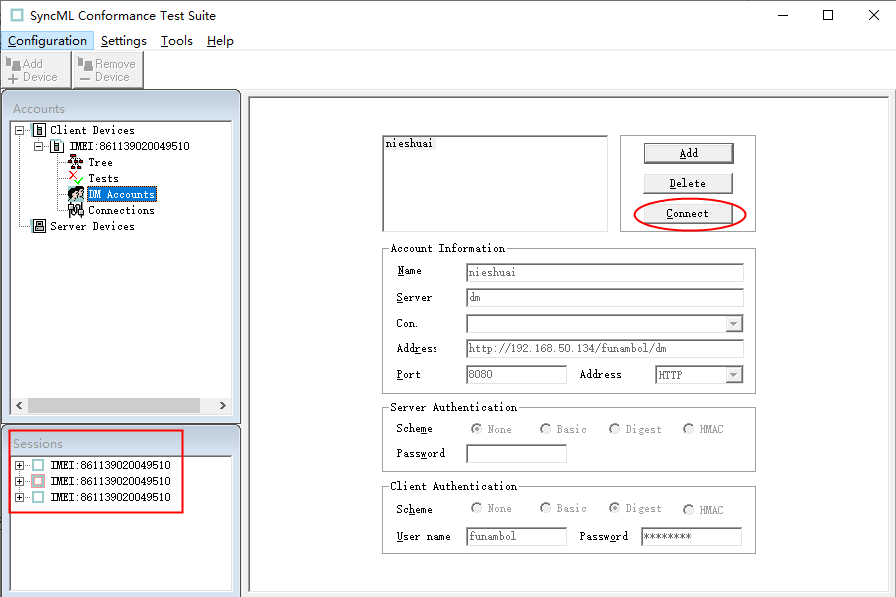 SyncML Conformance Test Suite
Configuration Settings Tools Help
Add Device
Remove Device
Accounts
Client Devices
IMEI:861139020049510
Tree
Tests
DM Accounts
Connections
Server Devices
Sessions
IMEI:861139020049510
IMEI:861139020049510
IMEI:861139020049510
nieshuai
Add
Delete
Connect
Account Information
Name nieshuai
Server dm
Con.
Address: http://192.168.50.134/funambol/dm
Port 8080 Address HTTP
Server Authentication
Scheme None Basic Digest HMAC
Password
Client Authentication
Scheme None Basic Digest HMAC
User name funambol Password ********